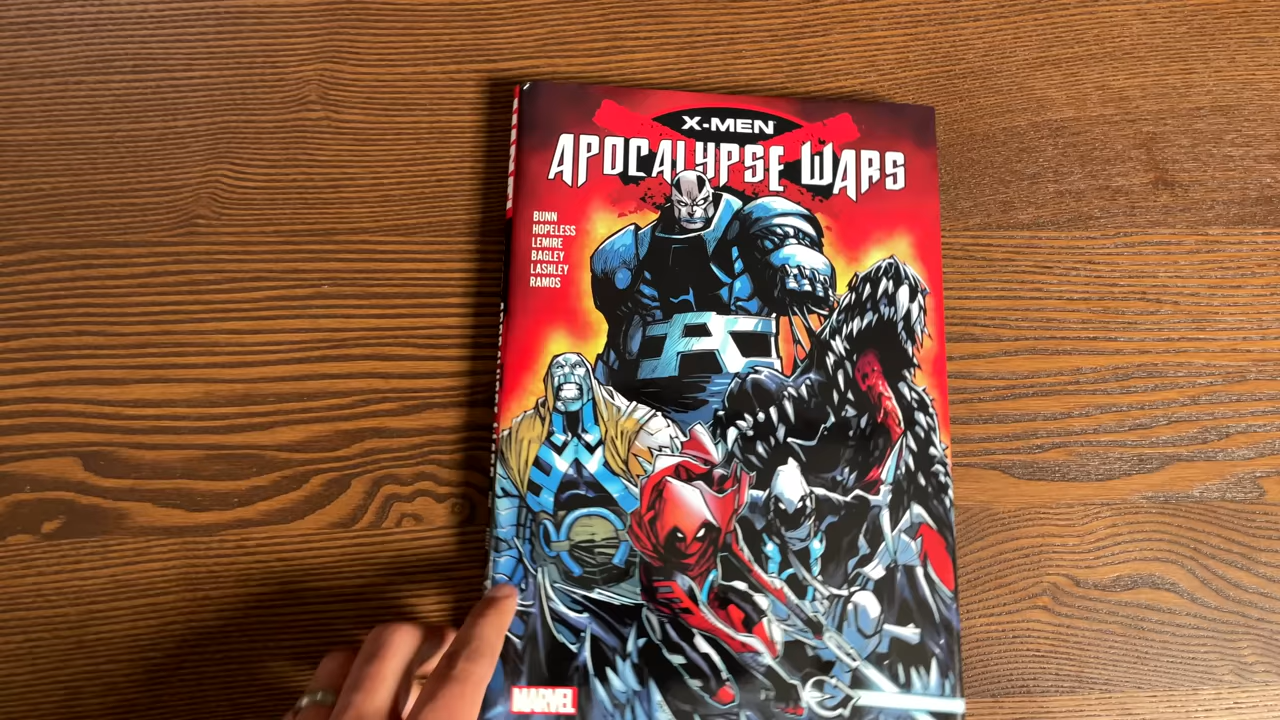 X-MEN
APOCALYPSE WARS
BUNN
HOPELESS
LEMIRE
BAGLEY
LASHLEY
RAMOS
MARVEL